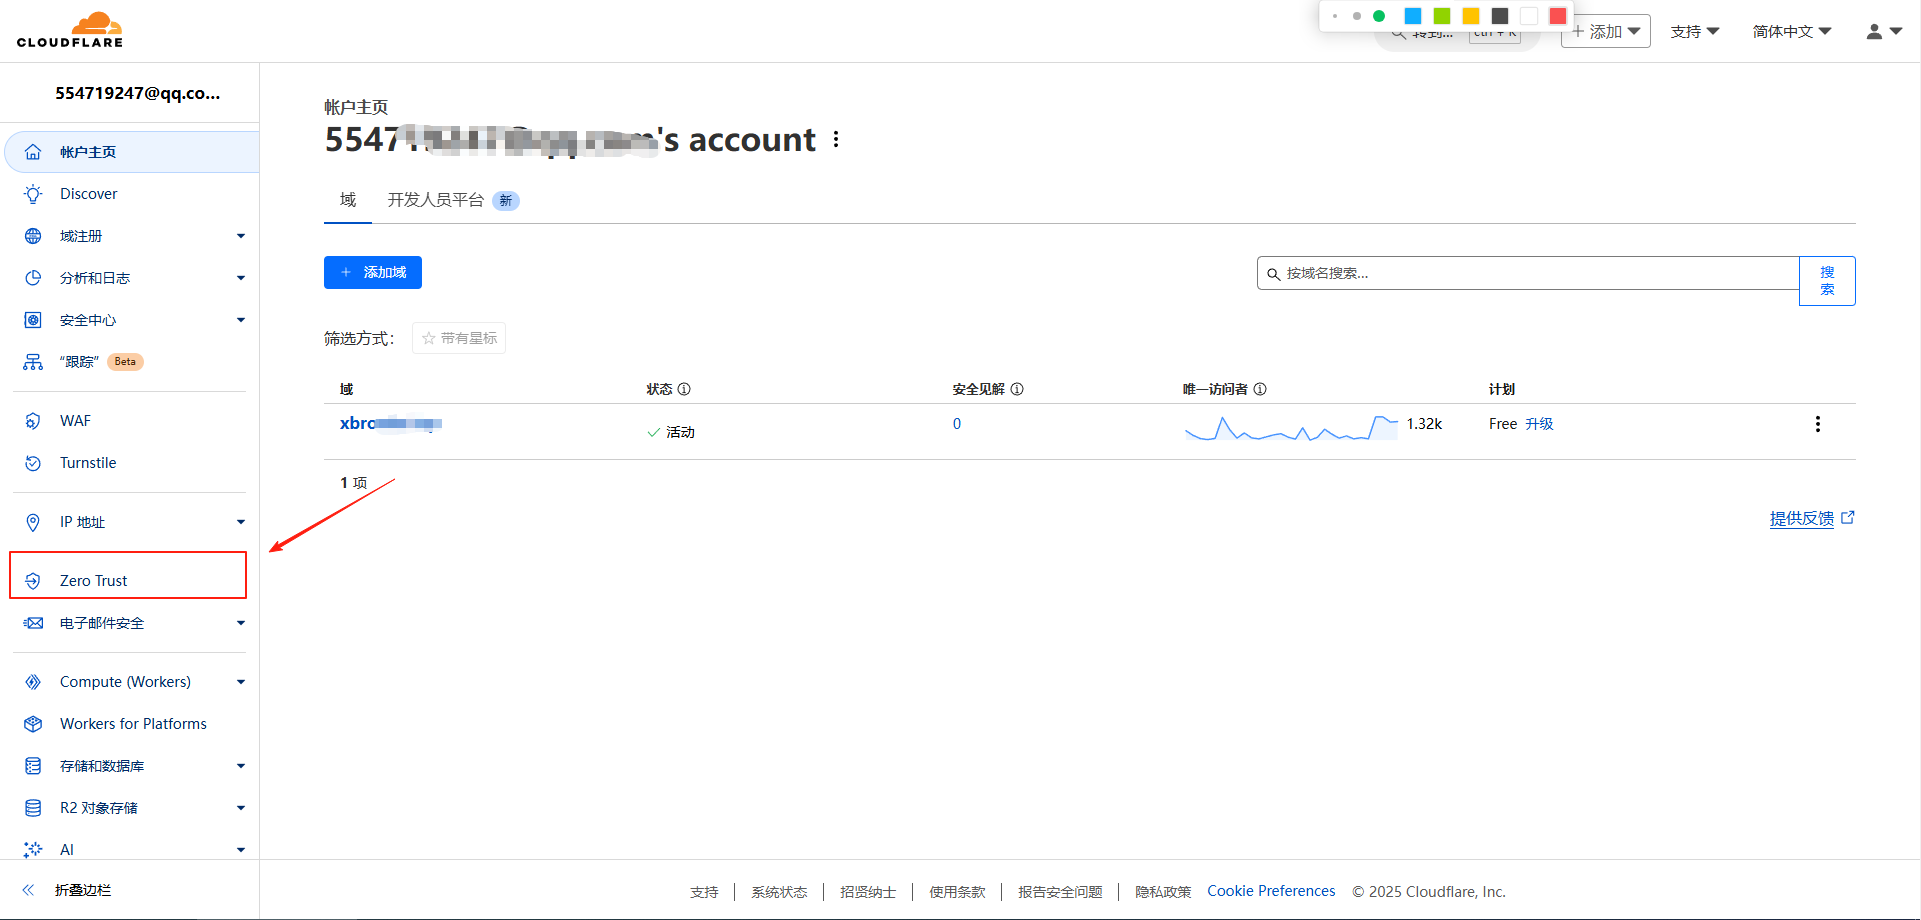 CLOUDFLARE
转到... ctrl + K
添加
支持
简体中文
554719247@qq.co...
帐户主页
Discover
域注册
分析和日志
安全中心
“跟踪” Beta
WAF
Turnstile
IP 地址
Zero Trust
电子邮件安全
Compute (Workers)
Workers for Platforms
存储和数据库
R2 对象存储
AI
折叠边栏
帐户主页
5547 's account
域 开发人员平台 新
添加域
按域名搜索...
搜
索
筛选方式： 带有星标
域 状态 安全见解 唯一访问者 计划
xbro 活动 0 1.32k Free 升级
1 项
提供反馈
支持 系统状态 招贤纳士 使用条款 报告安全问题 隐私政策 Cookie Preferences © 2025 Cloudflare, Inc.